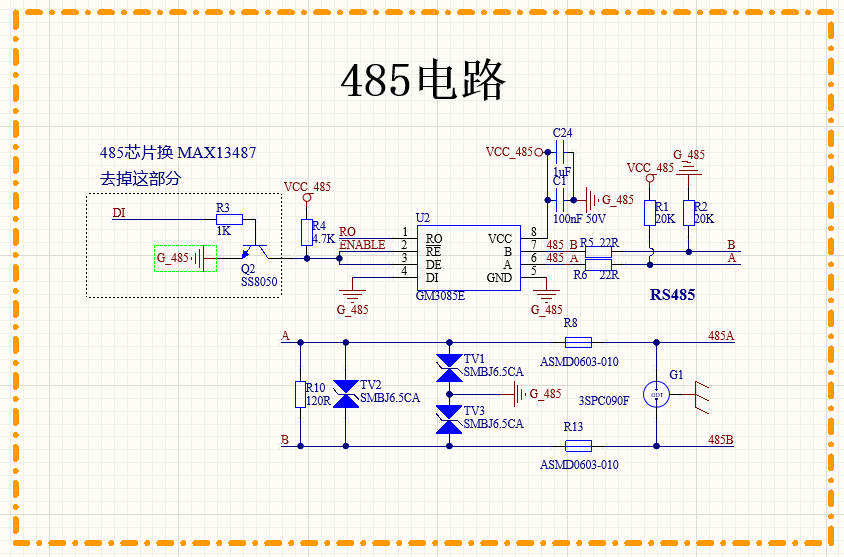 485电路
485芯片换 MAX13487
去掉这部分
DI
R3
1K
G_485
Q2
SS8050
VCC_485
R4
4.7K
RO
ENABLE
U2
1
2
3
4
RO
RE
DE
DI
VCC
B
A
GND
8
7
6
5
GM3085E
G_485
G_485
VCC_485
C24
1uF
C1
100nF 50V
G_485
485_B
R5 22R
485_A
R6 22R
VCC_485
R1
20K
G_485
R2
20K
B
A
RS485
A
B
R10
120R
TV2
SMBJ6.5CA
TV1
SMBJ6.5CA
G_485
TV3
SMBJ6.5CA
R8
ASMD0603-010
R13
ASMD0603-010
3SPC090F
G1
GDT
485A
485B